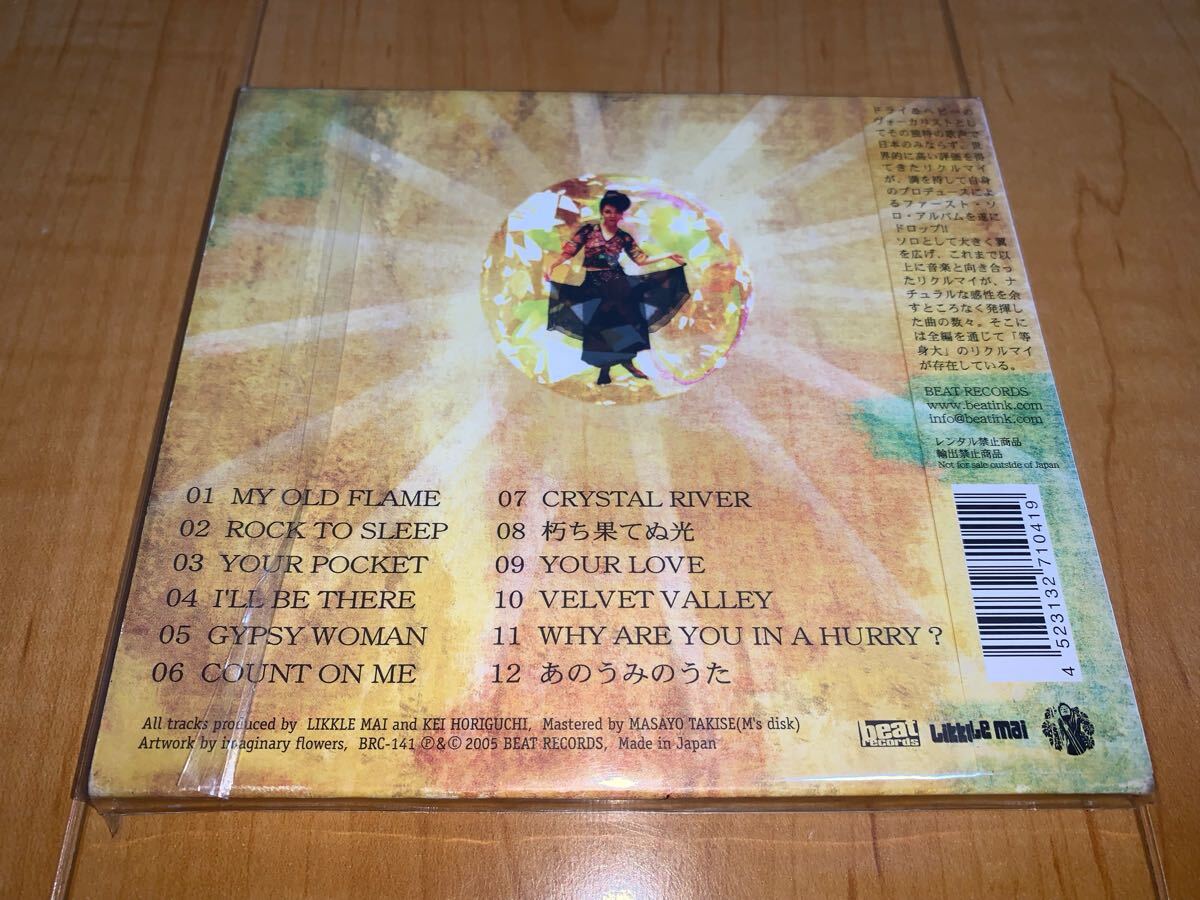 ドライ&ヘビーの
ヴォーカリストとし
てその独特の歌声で
日本のみならず、世
界的に高い評価を得
てきたリクルマイ
が、満を持して自身
のプロデュースによ
るファースト・ソ
ロ・アルバムを遂に
ドロップ!!
ソロとして大きく翼
を広げ、これまで以
上に音楽と向き合っ
たリクルマイが、ナ
チュラルな感性を余
すところなく発揮し
た曲の数々。そこに
は全編を通じて「等
身大」のリクルマイ
が存在している。
BEAT RECORDS
www.beatink.com
info@beatink.com
レンタル禁止商品
輸出禁止商品
Not for sale outside of Japan
01 MY OLD FLAME
02 ROCK TO SLEEP
03 YOUR POCKET
04 I'LL BE THERE
05 GYPSY WOMAN
06 COUNT ON ME
07 CRYSTAL RIVER
08 朽ち果てぬ光
09 YOUR LOVE
10 VELVET VALLEY
11 WHY ARE YOU IN A HURRY ?
12 あのうみのうた
4 523132 710419
All tracks produced by LIKKLE MAI and KEI HORIGUCHI, Mastered by MASAYO TAKISE(M's disk)
Artwork by imaginary flowers, BRC-141 ℗&© 2005 BEAT RECORDS, Made in Japan
beat records
LIKKLE MAI